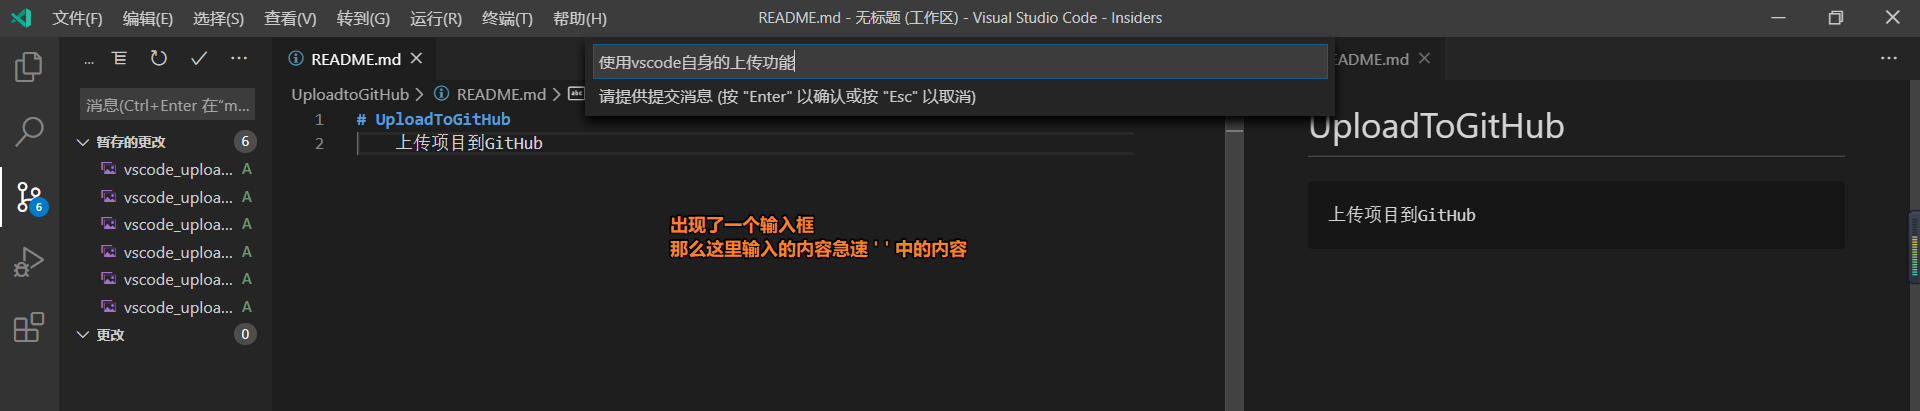 文件(F) 编辑(E) 选择(S) 查看(V) 转到(G) 运行(R) 终端(T) 帮助(H)
README.md - 无标题 (工作区) - Visual Studio Code - Insiders
...
消息(Ctrl+Enter 在"m...
暂存的更改 6
vscode_uploa... A
vscode_uploa... A
vscode_uploa... A
vscode_uploa... A
vscode_uploa... A
vscode_uploa... A
更改 0
6
README.md
UploadtoGitHub > README.md > abc
1 # UploadToGitHub
2 上传项目到GitHub
使用vscode自身的上传功能
请提供提交消息 (按 "Enter" 以确认或按 "Esc" 以取消)
出现了一个输入框
那么这里输入的内容急速 ' ' 中的内容
EADME.md
UploadToGitHub
上传项目到GitHub